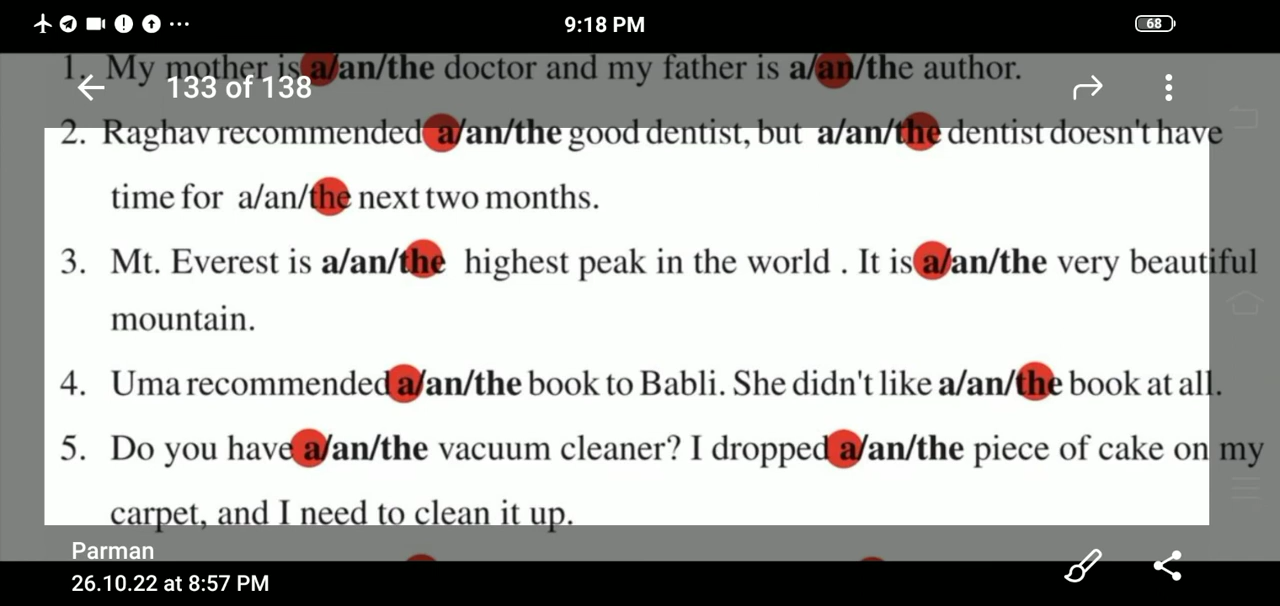 9:18 PM
68
1. My mother is a/an/the doctor and my father is a/an/the author.
133 of 138
2. Raghav recommended a/an/the good dentist, but a/an/the dentist doesn't have
time for a/an/the next two months.
3. Mt. Everest is a/an/the highest peak in the world . It is a/an/the very beautiful
mountain.
4. Uma recommended a/an/the book to Babli. She didn't like a/an/the book at all.
5. Do you have a/an/the vacuum cleaner? I dropped a/an/the piece of cake on my
carpet, and I need to clean it up.
Parman
26.10.22 at 8:57 PM